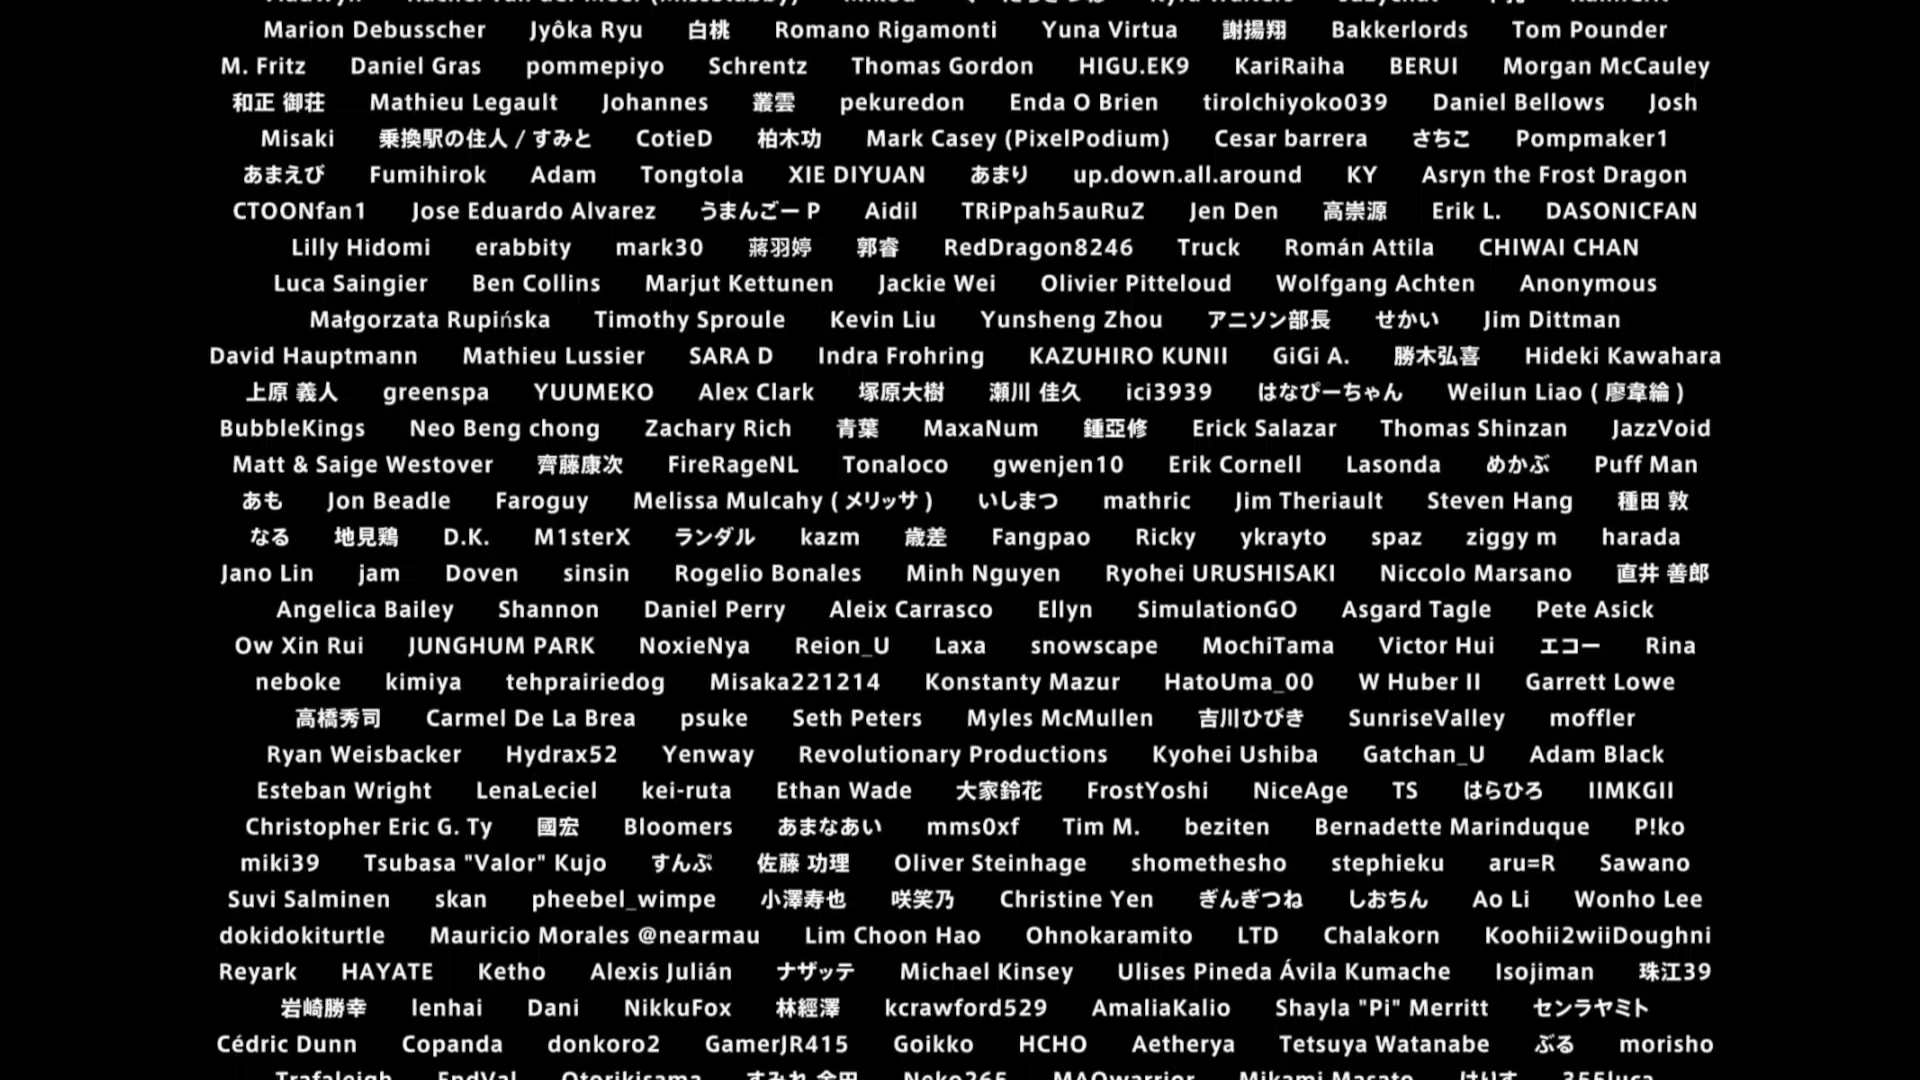 Marion Debusscher Jyôka Ryu 白桃 Romano Rigamonti Yuna Virtua 謝揚翔 Bakkerlords Tom Pounder
M. Fritz Daniel Gras pommepiyo Schrentz Thomas Gordon HIGU.EK9 KariRaiha BERUI Morgan McCauley
和正 御荘 Mathieu Legault Johannes 叢雲 pekuredon Enda O Brien tirolchiyoko039 Daniel Bellows Josh
Misaki 乗換駅の住人 / すみと CotieD 柏木功 Mark Casey (PixelPodium) Cesar barrera さちこ Pompmaker1
あまえび Fumihirok Adam Tongtola XIE DIYUAN あまり up.down.all.around KY Asryn the Frost Dragon
CTOONfan1 Jose Eduardo Alvarez うまんごー P Aidil TRiPpah5auRuZ Jen Den 高崇源 Erik L. DASONICFAN
Lilly Hidomi erabbity mark30 蔣羽婷 郭睿 RedDragon8246 Truck Román Attila CHIWAI CHAN
Luca Saingier Ben Collins Marjut Kettunen Jackie Wei Olivier Pitteloud Wolfgang Achten Anonymous
Małgorzata Rupińska Timothy Sproule Kevin Liu Yunsheng Zhou アニソン部長 せかい Jim Dittman
David Hauptmann Mathieu Lussier SARA D Indra Frohring KAZUHIRO KUNII GiGi A. 勝木弘喜 Hideki Kawahara
上原 義人 greenspa YUUMEKO Alex Clark 塚原大樹 瀬川 佳久 ici3939 はなぴーちゃん Weilun Liao ( 廖韋綸 )
BubbleKings Neo Beng chong Zachary Rich 青葉 MaxaNum 鍾亞修 Erick Salazar Thomas Shinzan JazzVoid
Matt & Saige Westover 齊藤康次 FireRageNL Tonaloco gwenjen10 Erik Cornell Lasonda めかぶ Puff Man
あも Jon Beadle Faroguy Melissa Mulcahy ( メリッサ ) いしまつ mathric Jim Theriault Steven Hang 種田 敦
なる 地見鶏 D.K. M1sterX ランダル kazm 歳差 Fangpao Ricky ykrayto spaz ziggy m harada
Jano Lin jam Doven sinsin Rogelio Bonales Minh Nguyen Ryohei URUSHISAKI Niccolo Marsano 直井 善郎
Angelica Bailey Shannon Daniel Perry Aleix Carrasco Ellyn SimulationGO Asgard Tagle Pete Asick
Ow Xin Rui JUNGHUM PARK NoxieNya Reion_U Laxa snowscape MochiTama Victor Hui エコー Rina
neboke kimiya tehprairiedog Misaka221214 Konstanty Mazur HatoUma_00 W Huber II Garrett Lowe
高橋秀司 Carmel De La Brea psuke Seth Peters Myles McMullen 吉川ひびき SunriseValley moffler
Ryan Weisbacker Hydrax52 Yenway Revolutionary Productions Kyohei Ushiba Gatchan_U Adam Black
Esteban Wright LenaLeciel kei-ruta Ethan Wade 大家鈴花 FrostYoshi NiceAge TS はらひろ IIMKGII
Christopher Eric G. Ty 國宏 Bloomers あまなあい mms0xf Tim M. beziten Bernadette Marinduque P!ko
miki39 Tsubasa "Valor" Kujo すんぷ 佐藤 功理 Oliver Steinhage shomethesho stephieku aru=R Sawano
Suvi Salminen skan pheebel_wimpe 小澤寿也 咲笑乃 Christine Yen ぎんぎつね しおちん Ao Li Wonho Lee
dokidokiturtle Mauricio Morales @nearmau Lim Choon Hao Ohnokaramito LTD Chalakorn Koohii2wiiDoughni
Reyark HAYATE Ketho Alexis Julián ナザッテ Michael Kinsey Ulises Pineda Ávila Kumache Isojiman 珠江39
岩崎勝幸 lenhai Dani NikkuFox 林經澤 kcrawford529 AmaliaKalio Shayla "Pi" Merritt センラヤミト
Cédric Dunn Copanda donkoro2 GamerJR415 Goikko HCHO Aetherya Tetsuya Watanabe ぶる morisho